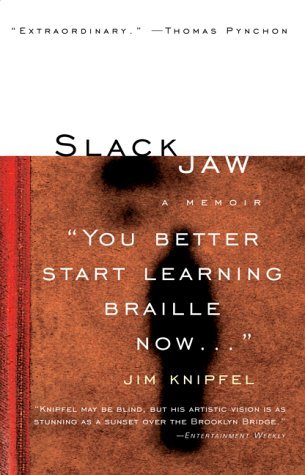 “Extraordinary.” —Thomas Pynchon
Slack
Jaw
A Memoir
“You better
start learning
braille
now...”
Jim Knipfel
“Knipfel may be blind, but his artistic vision is as
stunning as a sunset over the Brooklyn Bridge.”
—Entertainment Weekly